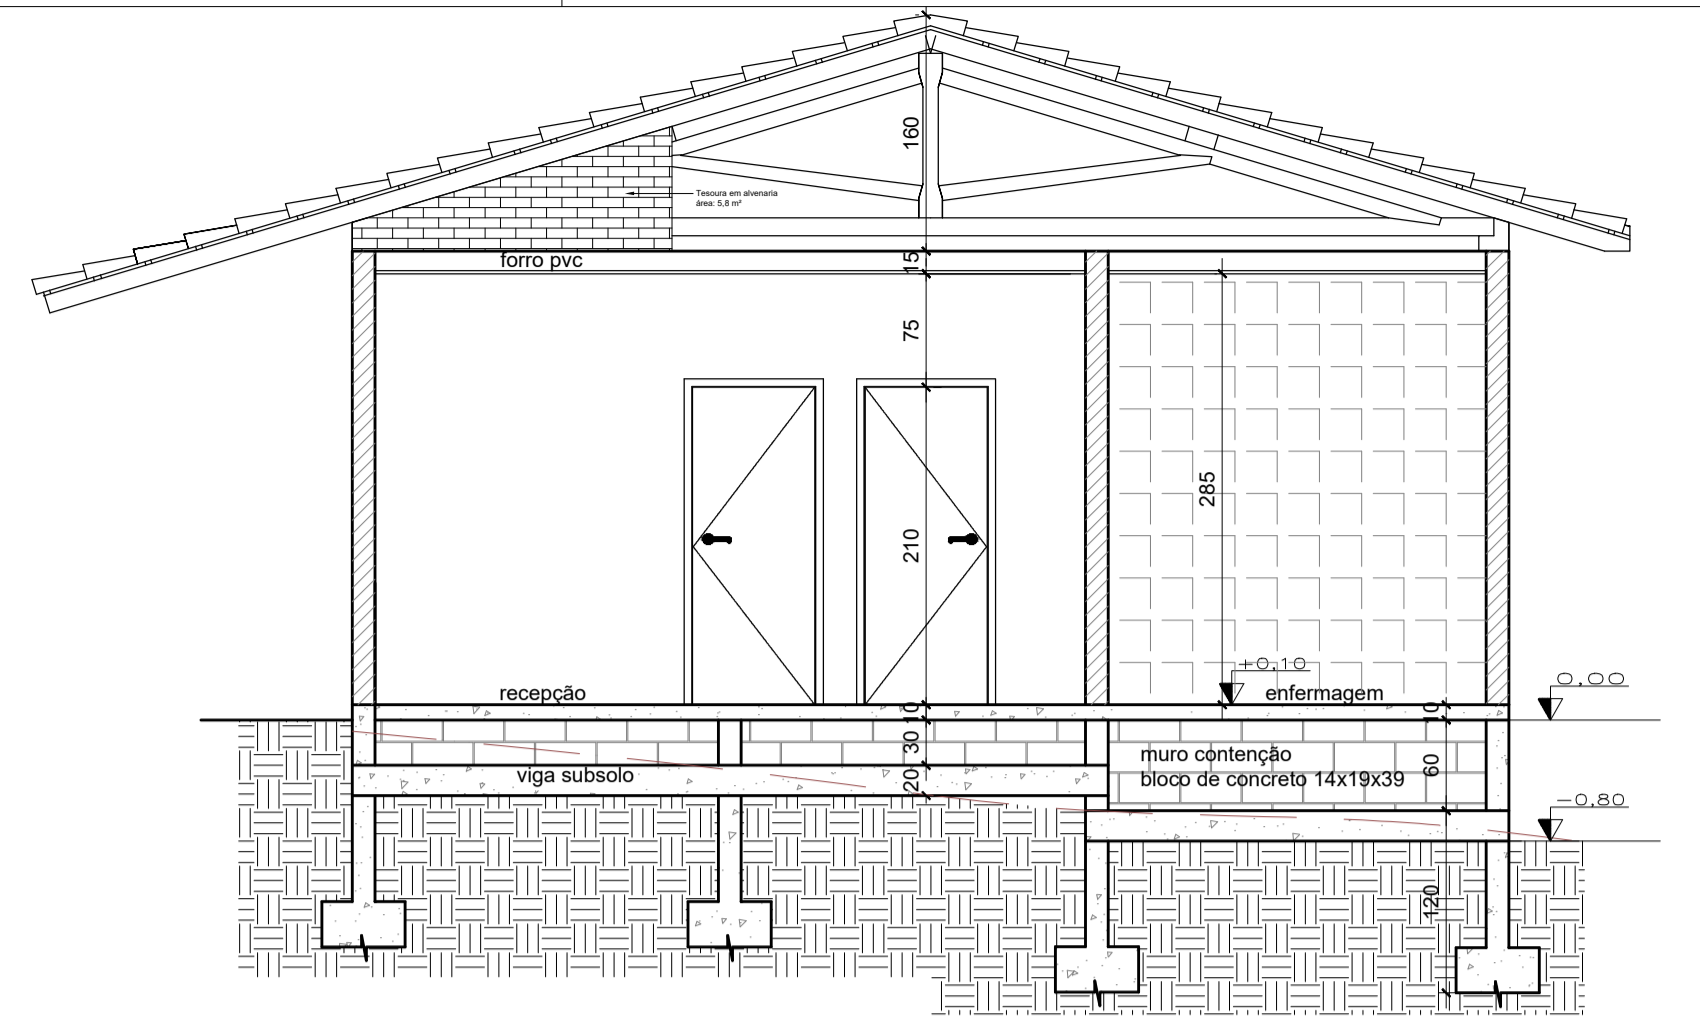 160
Tesoura em alvenaria
área: 5,8 m²
forro pvc
15
75
285
210
+0,10
0,00
recepção
enfermagem
10
10
30
muro contenção
60
viga subsolo
20
bloco de concreto 14x19x39
-0,80
120